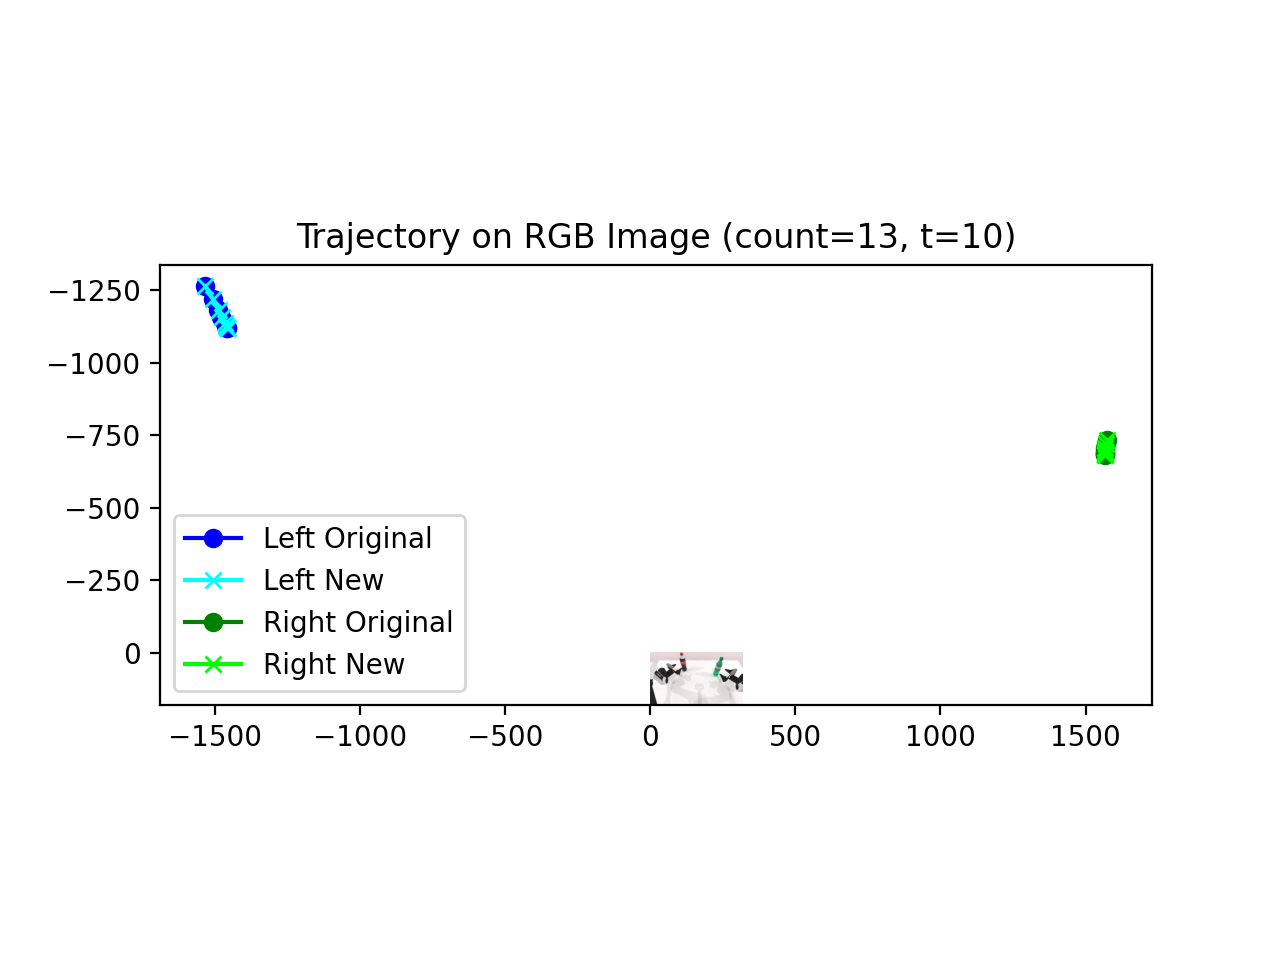 Trajectory on RGB Image (count=13, t=10)
−1250
−1000
−750
−500
−250
0
Left Original
Left New
Right Original
Right New
−1500
−1000
−500
0
500
1000
1500